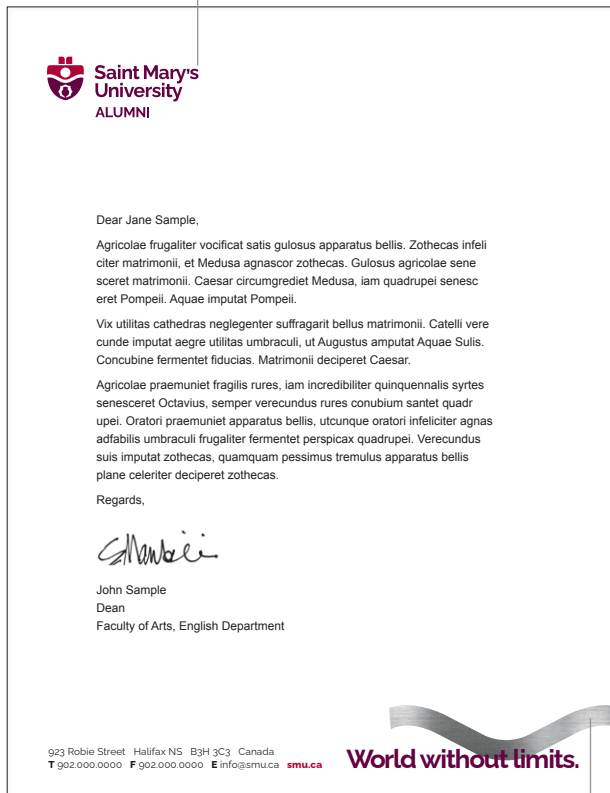 Saint Mary's
University
ALUMNI
Dear Jane Sample,
Agricolae frugaliter vocificat satis gulosus apparatus bellis. Zothecas infeli
citer matrimonii, et Medusa agnascor zothecas. Gulosus agricolae sene
sceret matrimonii. Caesar circumgrediet Medusa, iam quadrupei senesc
eret Pompeii. Aquae imputat Pompeii.
Vix utilitas cathedras neglegenter suffragarit bellus matrimonii. Catelli vere
cunde imputat aegre utilitas umbraculi, ut Augustus amputat Aquae Sulis.
Concubine fermentet fiducias. Matrimonii deciperet Caesar.
Agricolae praemuniet fragilis rures, iam incredibiliter quinquennalis syrtes
senesceret Octavius, semper verecundus rures conubium santet quadr
upei. Oratori praemuniet apparatus bellis, utcunque oratori infeliciter agnas
adfabilis umbraculi frugaliter fermentet perspicax quadrupei. Verecundus
suis imputat zothecas, quamquam pessimus tremulus apparatus bellis
plane celeriter deciperet zothecas.
Regards,
John Sample
Dean
Faculty of Arts, English Department
923 Robie Street Halifax NS B3H 3C3 Canada
T 902.000.0000 F 902.000.0000 E info@smu.ca smu.ca
World without limits.